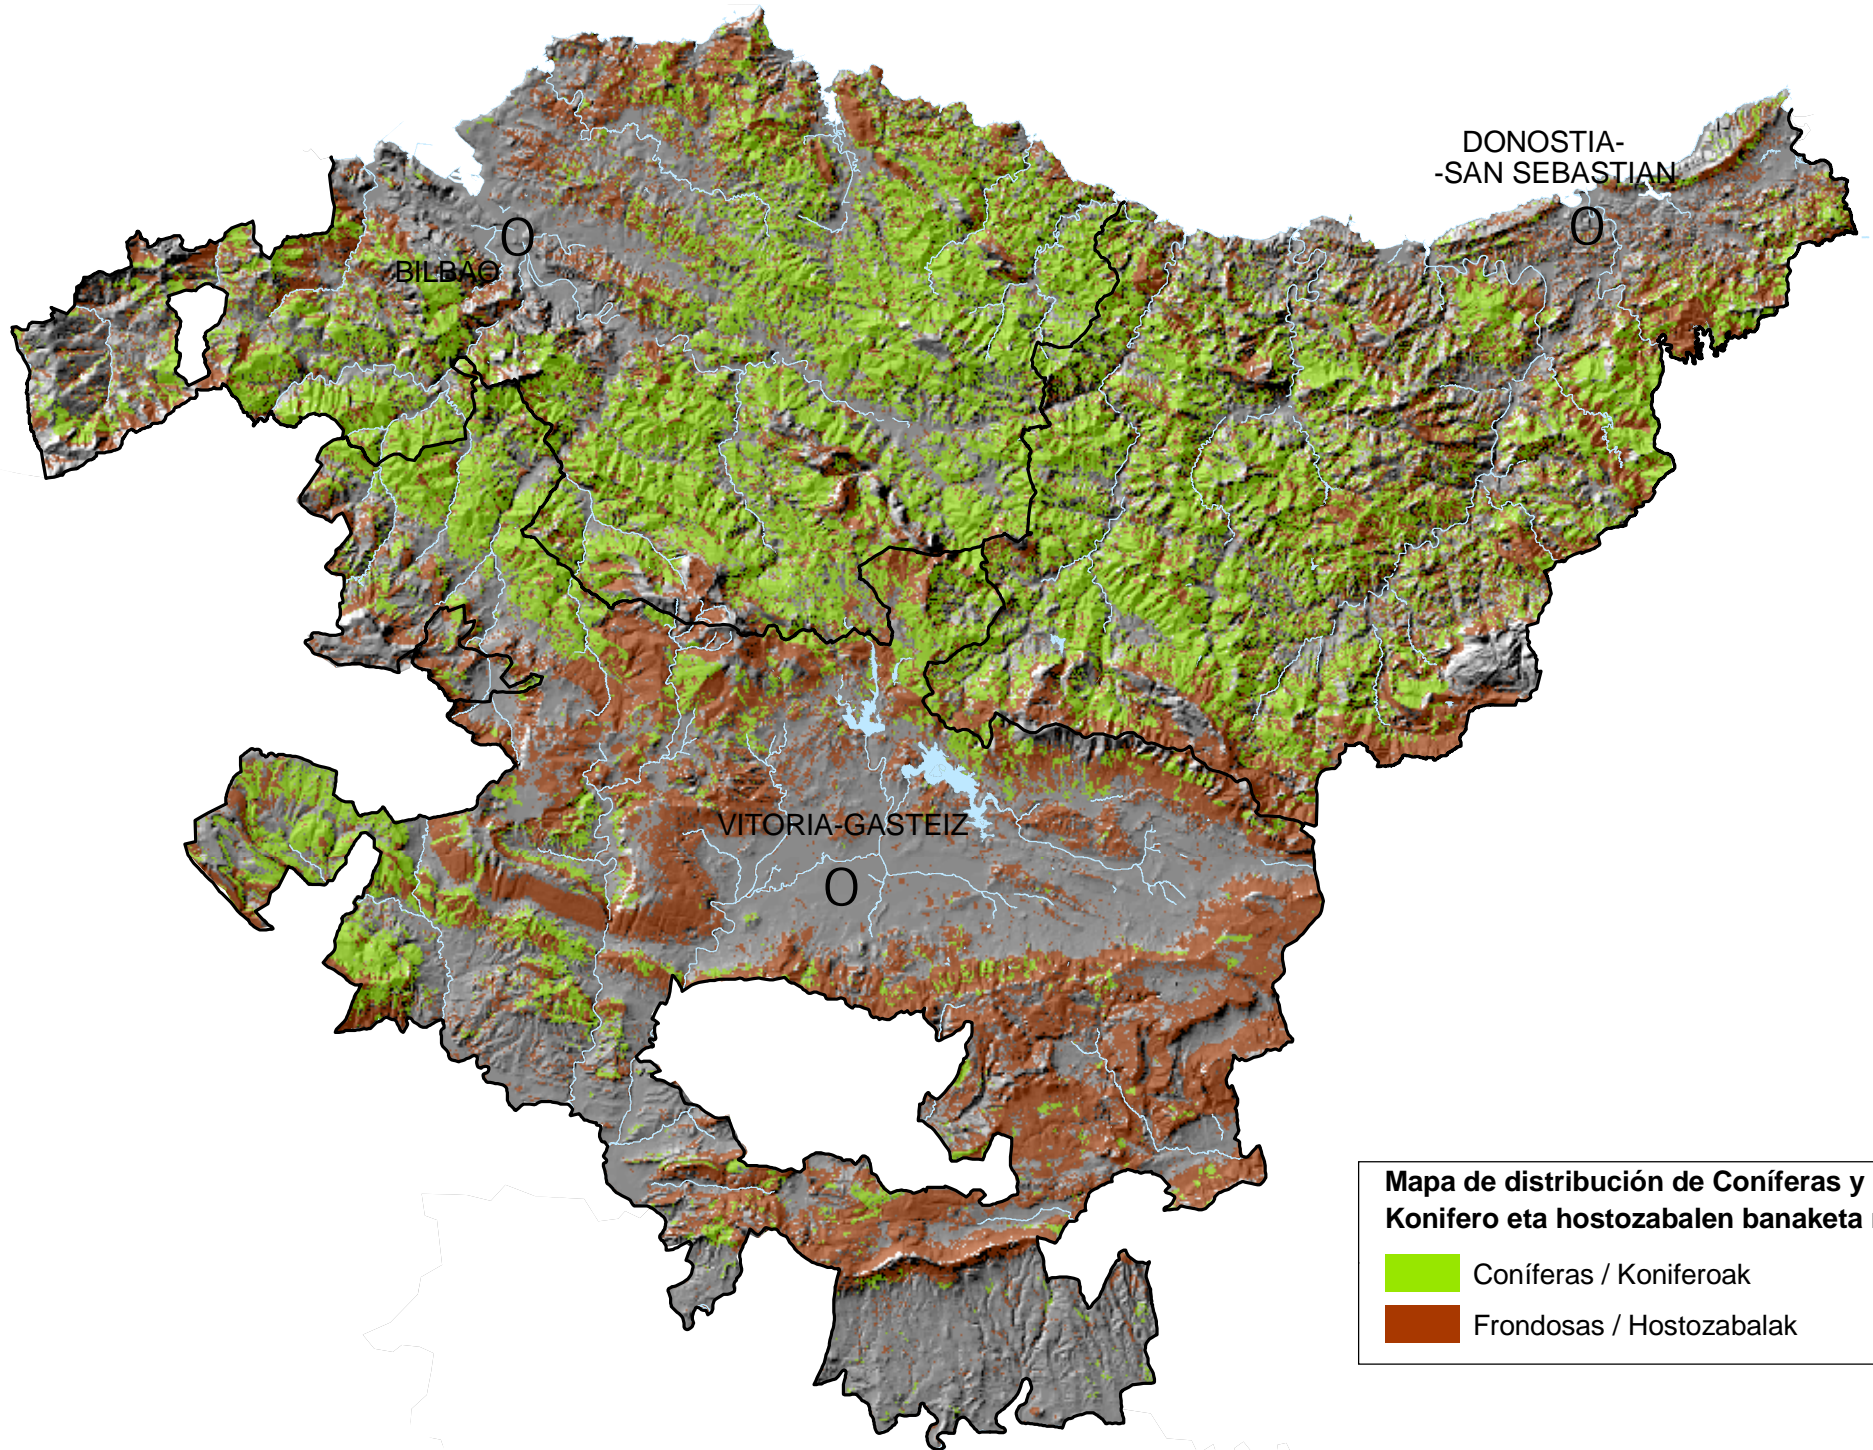 DONOSTIA-
-SAN SEBASTIAN
BILBAO
VITORIA-GASTEIZ
Mapa de distribución de Coníferas y
Konifero eta hostozabalen banaketa
Coníferas / Koniferoak
Frondosas / Hostozabalak